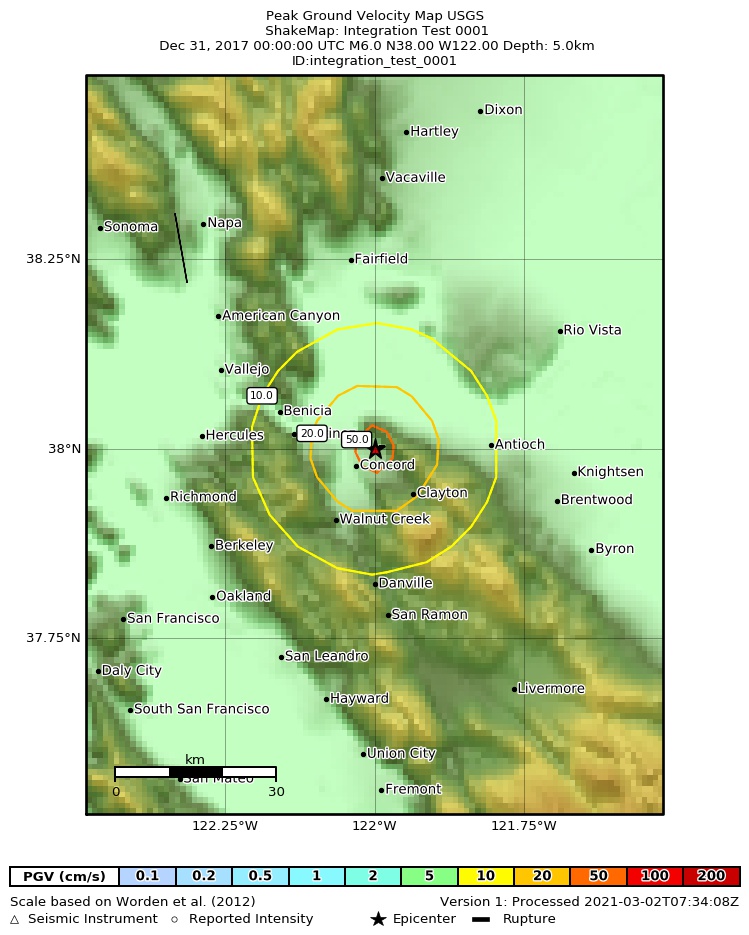 Peak Ground Velocity Map USGS
ShakeMap: Integration Test 0001
Dec 31, 2017 00:00:00 UTC M6.0 N38.00 W122.00 Depth: 5.0km
ID:integration_test_0001
Dixon
Hartley
Vacaville
Sonoma
Napa
38.25°N
Fairfield
American Canyon
Rio Vista
Vallejo
10.0
Benicia
Hercules
20.0
50.0
Antioch
38°N
Concord
Knightsen
Richmond
Clayton
Brentwood
Walnut Creek
Berkeley
Byron
Danville
Oakland
San Francisco
San Ramon
37.75°N
San Leandro
Daly City
Livermore
South San Francisco
Hayward
Union City
km
San Mateo
0 30
Fremont
122.25°W 122°W 121.75°W
PGV (cm/s) 0.1 0.2 0.5 1 2 5 10 20 50 100 200
Scale based on Worden et al. (2012) Version 1: Processed 2021-03-02T07:34:08Z
△ Seismic Instrument ○ Reported Intensity ★ Epicenter ▬ Rupture